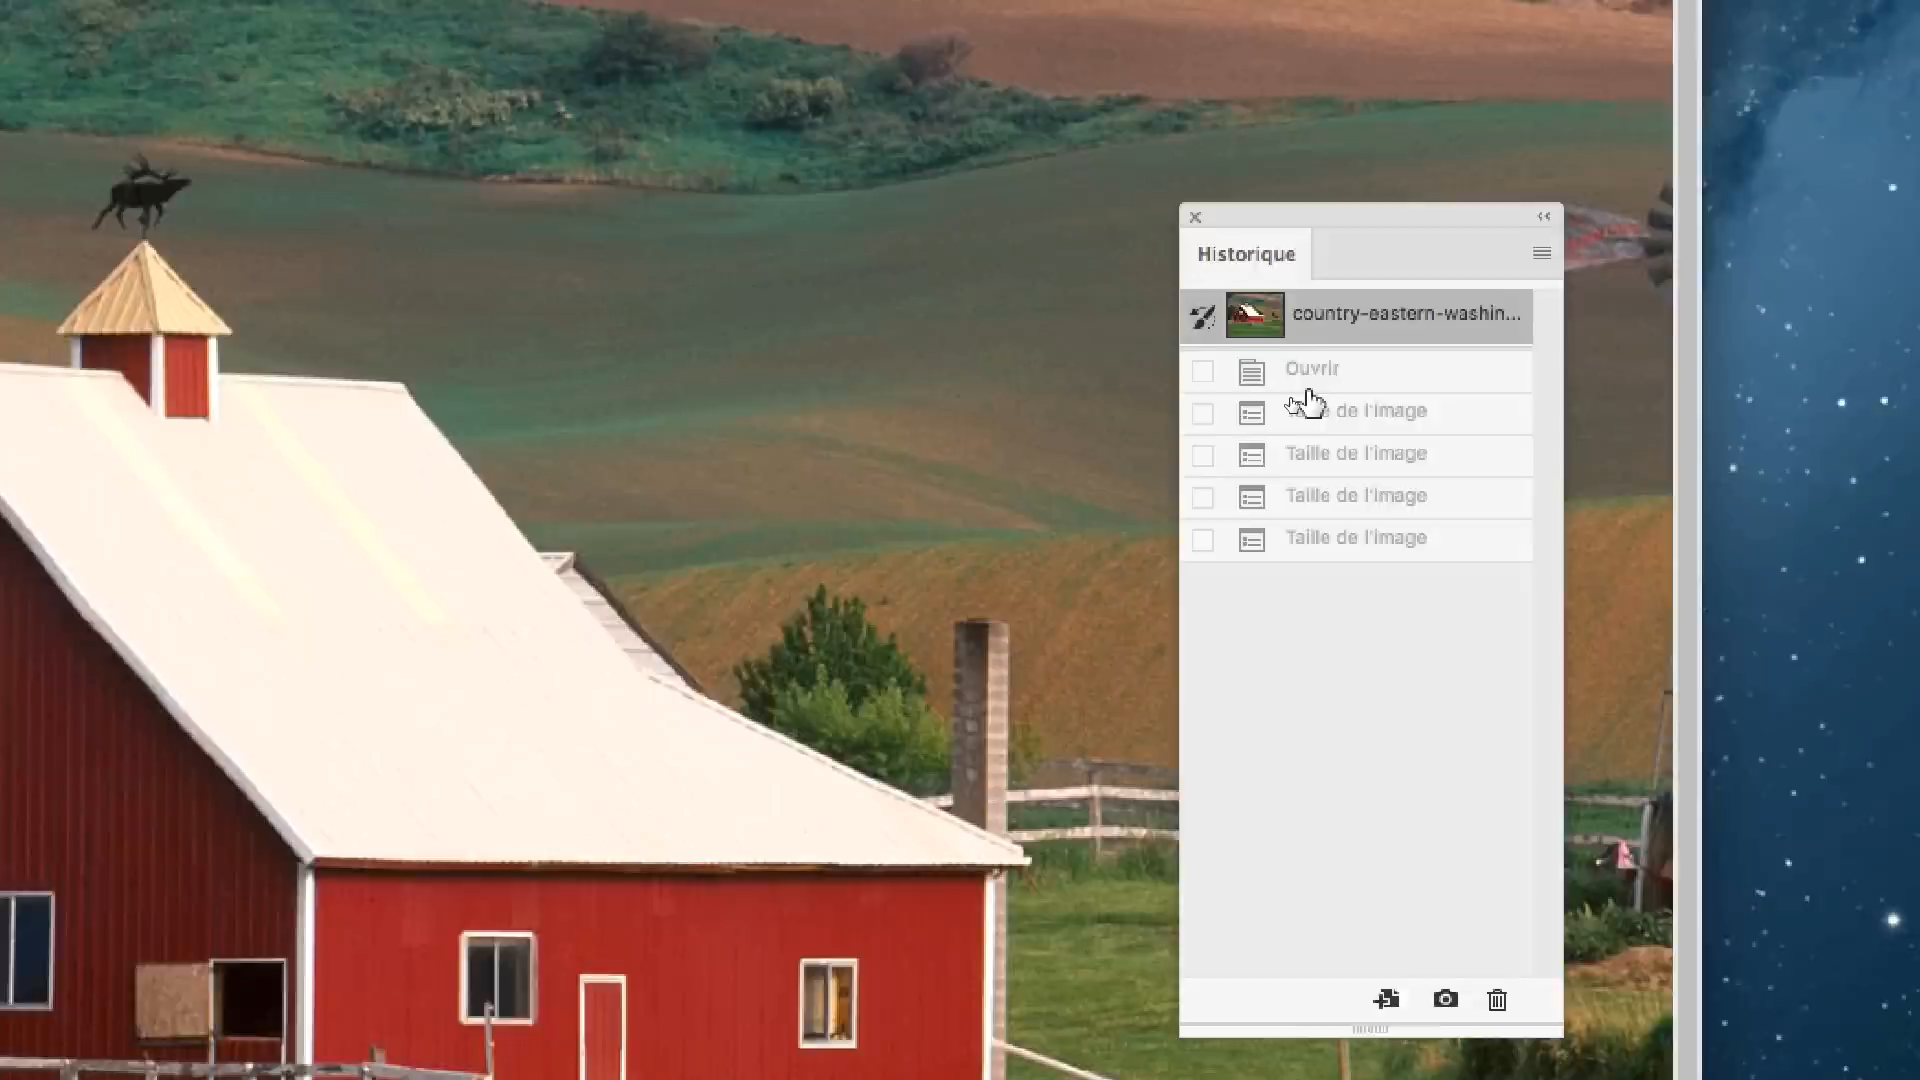 Historique
country-eastern-washin...
Ouvrir
de l'image
Taille de l'image
Taille de l'image
Taille de l'image